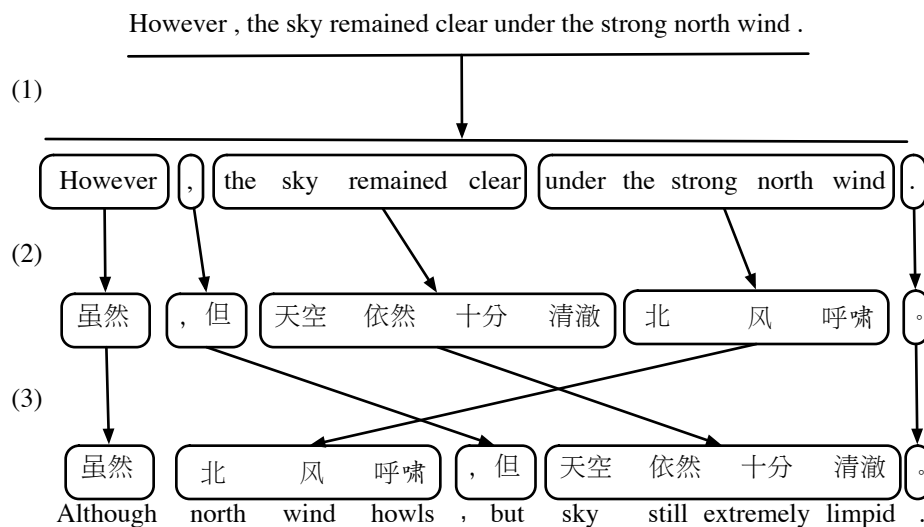 However , the sky remained clear under the strong north wind .
(1)
However , the sky remained clear under the strong north wind .
(2)
虽然 ，但 天空 依然 十分 清澈 北 风 呼啸 。
(3)
虽然 北 风 呼啸 ，但 天空 依然 十分 清澈 。
Although north wind howls , but sky still extremely limpid .